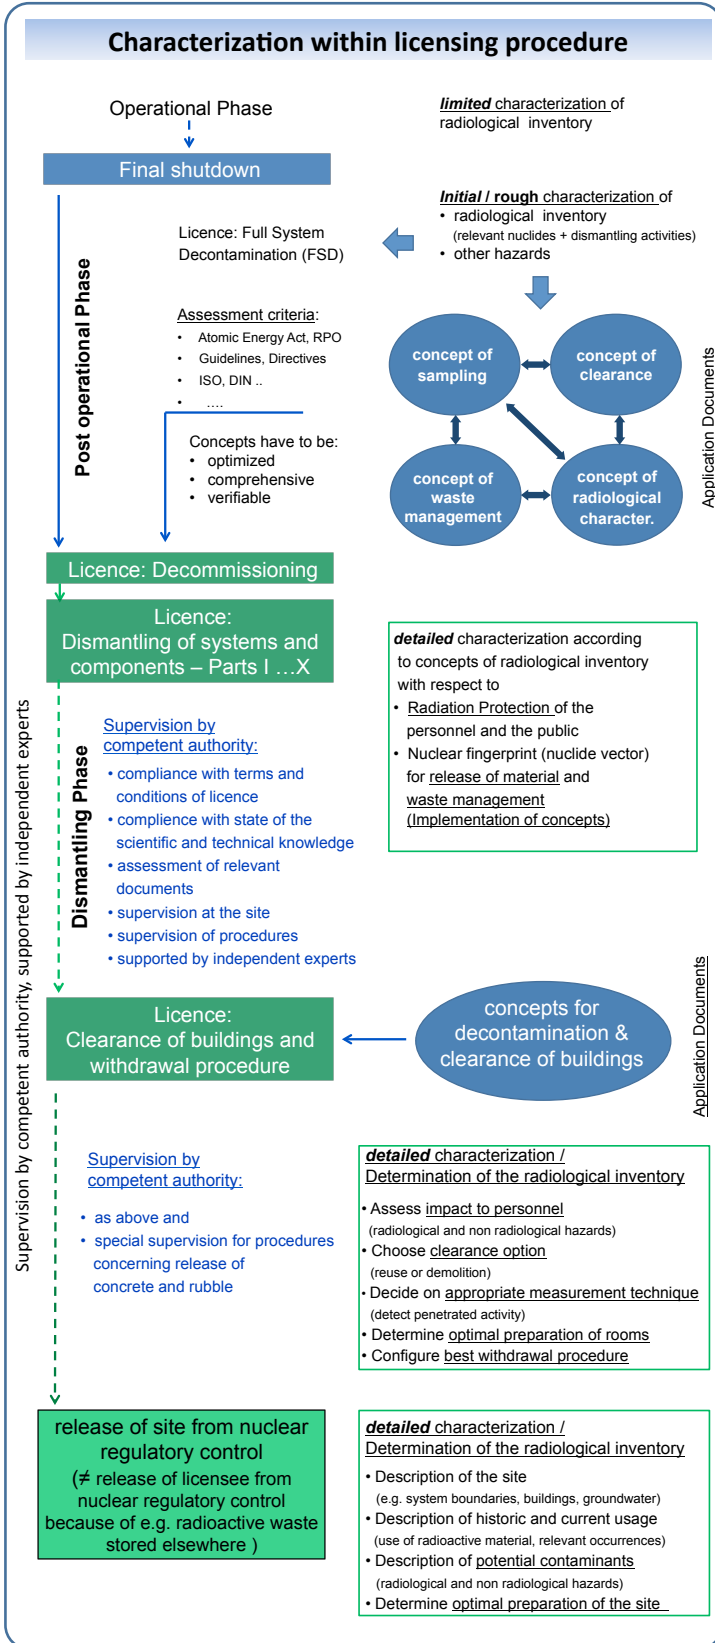 Characterization within licensing procedure
Operational Phase
limited characterization of
radiological inventory
Final shutdown
Initial / rough characterization of
• radiological inventory
(relevant nuclides + dismantling activities)
• other hazards
Licence: Full System
Decontamination (FSD)
Post operational Phase
Assessment criteria:
• Atomic Energy Act, RPO
• Guidelines, Directives
• ISO, DIN ..
• ....
Concepts have to be:
• optimized
• comprehensive
• verifiable
concept of
sampling
concept of
clearance
concept of
waste
management
concept of
radiological
character.
Application Documents
Licence: Decommissioning
Licence:
Dismantling of systems and
components – Parts I …X
detailed characterization according
to concepts of radiological inventory
with respect to
• Radiation Protection of the
personnel and the public
• Nuclear fingerprint (nuclide vector)
for release of material and
waste management
(Implementation of concepts)
Supervision by competent authority, supported by independent experts
Dismantling Phase
Supervision by
competent authority:
• compliance with terms and
conditions of licence
• complience with state of the
scientific and technical knowledge
• assessment of relevant
documents
• supervision at the site
• supervision of procedures
• supported by independent experts
Licence:
Clearance of buildings and
withdrawal procedure
concepts for
decontamination &
clearance of buildings
Application Documents
Supervision by
competent authority:
• as above and
• special supervision for procedures
concerning release of
concrete and rubble
detailed characterization /
Determination of the radiological inventory
• Assess impact to personnel
(radiological and non radiological hazards)
• Choose clearance option
(reuse or demolition)
• Decide on appropriate measurement technique
(detect penetrated activity)
• Determine optimal preparation of rooms
• Configure best withdrawal procedure
release of site from nuclear
regulatory control
(≠ release of licensee from
nuclear regulatory control
because of e.g. radioactive waste
stored elsewhere )
detailed characterization /
Determination of the radiological inventory
• Description of the site
(e.g. system boundaries, buildings, groundwater)
• Description of historic and current usage
(use of radioactive material, relevant occurrences)
• Description of potential contaminants
(radiological and non radiological hazards)
• Determine optimal preparation of the site